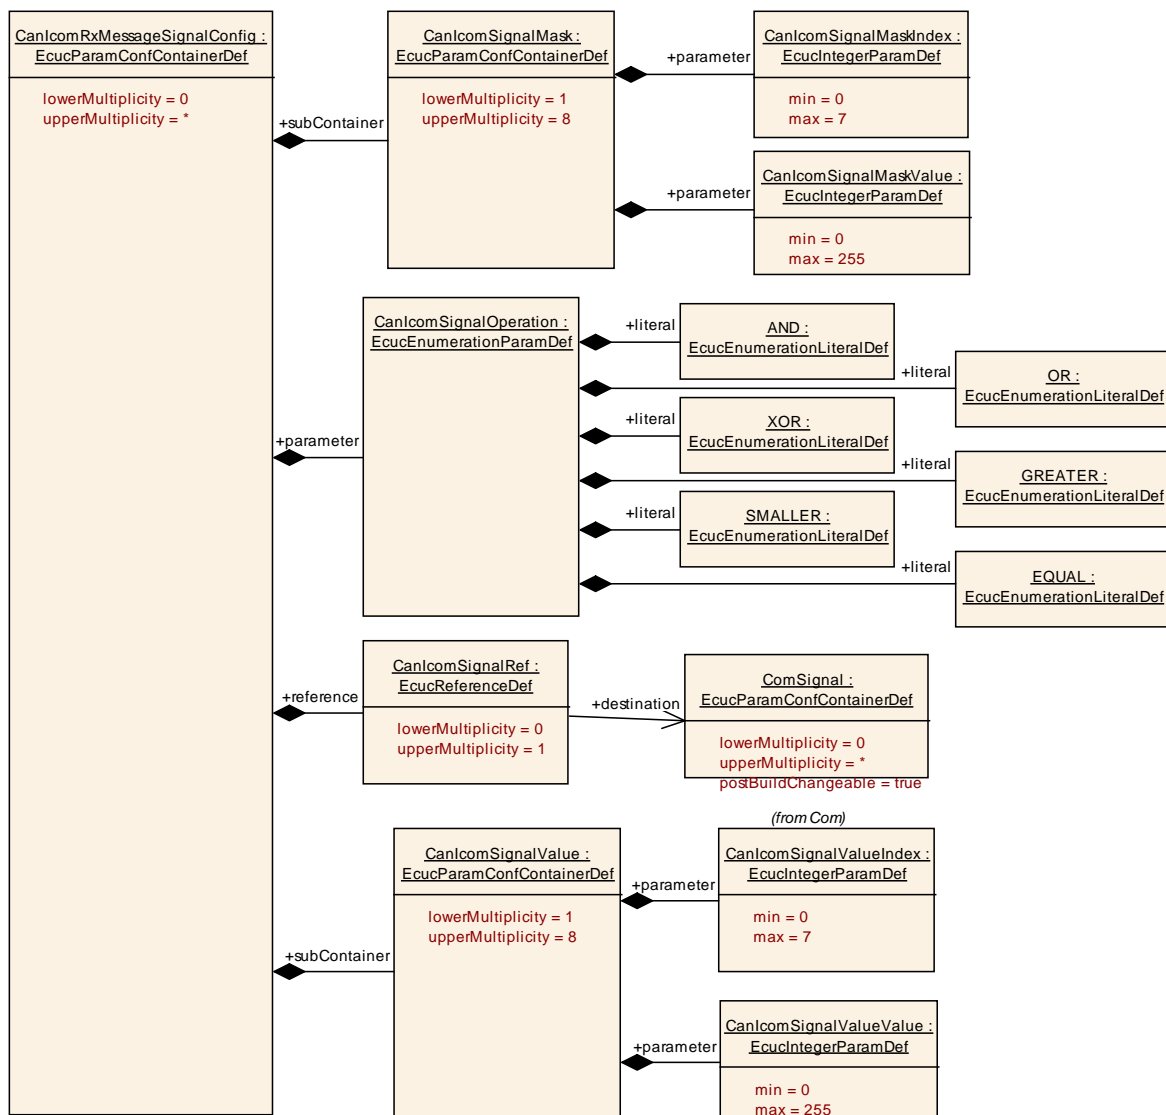 CanIcomRxMessageSignalConfig :
EcucParamConfContainerDef
lowerMultiplicity = 0
upperMultiplicity = *
+subContainer
CanIcomSignalMask :
EcucParamConfContainerDef
lowerMultiplicity = 1
upperMultiplicity = 8
+parameter
CanIcomSignalMaskIndex :
EcucIntegerParamDef
min = 0
max = 7
+parameter
CanIcomSignalMaskValue :
EcucIntegerParamDef
min = 0
max = 255
+parameter
CanIcomSignalOperation :
EcucEnumerationParamDef
+literal
AND :
EcucEnumerationLiteralDef
+literal
OR :
EcucEnumerationLiteralDef
+literal
XOR :
EcucEnumerationLiteralDef
+literal
GREATER :
EcucEnumerationLiteralDef
+literal
SMALLER :
EcucEnumerationLiteralDef
+literal
EQUAL :
EcucEnumerationLiteralDef
+reference
CanIcomSignalRef :
EcucReferenceDef
lowerMultiplicity = 0
upperMultiplicity = 1
+destination
ComSignal :
EcucParamConfContainerDef
lowerMultiplicity = 0
upperMultiplicity = *
postBuildChangeable = true
(from Com)
+subContainer
CanIcomSignalValue :
EcucParamConfContainerDef
lowerMultiplicity = 1
upperMultiplicity = 8
+parameter
CanIcomSignalValueIndex :
EcucIntegerParamDef
min = 0
max = 7
+parameter
CanIcomSignalValueValue :
EcucIntegerParamDef
min = 0
max = 255